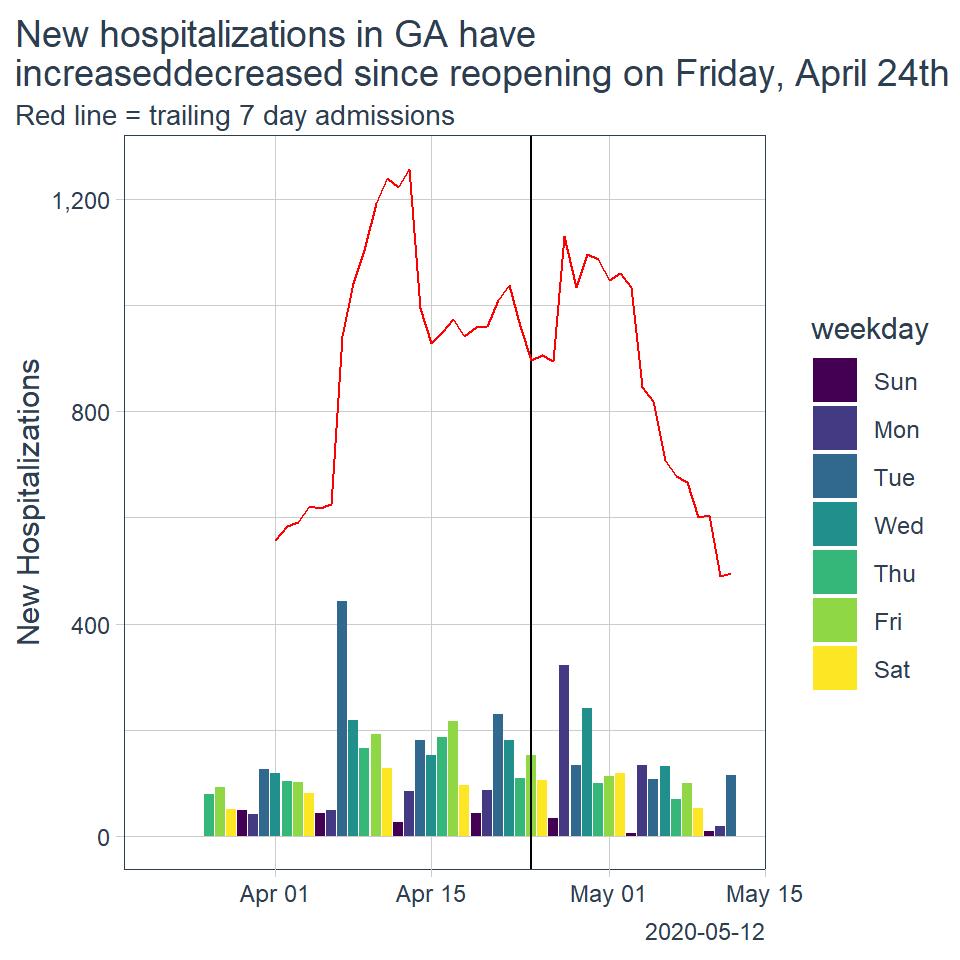 New hospitalizations in GA have
increaseddecreased since reopening on Friday, April 24th
Red line = trailing 7 day admissions
New Hospitalizations
1,200
800
400
0
Apr 01
Apr 15
May 01
May 15
2020-05-12
weekday
Sun
Mon
Tue
Wed
Thu
Fri
Sat